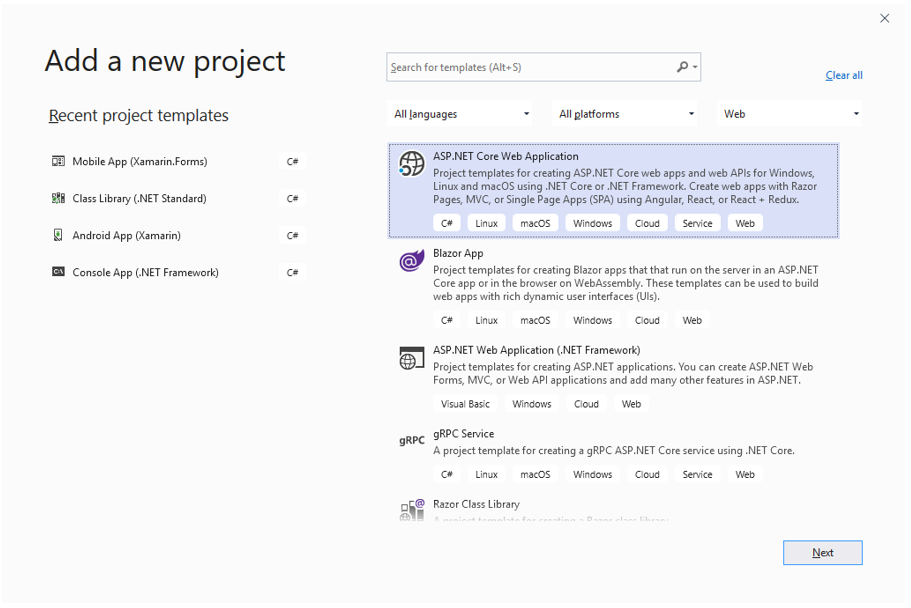 Add a new project
Search for templates (Alt+S)
Clear all
Recent project templates
All languages
All platforms
Web
Mobile App (Xamarin.Forms)
C#
Class Library (.NET Standard)
C#
Android App (Xamarin)
C#
Console App (.NET Framework)
C#
ASP.NET Core Web Application
Project templates for creating ASP.NET Core web apps and web APIs for Windows,
Linux and macOS using .NET Core or .NET Framework. Create web apps with Razor
Pages, MVC, or Single Page Apps (SPA) using Angular, React, or React + Redux.
C# Linux macOS Windows Cloud Service Web
Blazor App
Project templates for creating Blazor apps that that run on the server in an ASP.NET
Core app or in the browser on WebAssembly. These templates can be used to build
web apps with rich dynamic user interfaces (UIs).
C# Linux macOS Windows Cloud Web
ASP.NET Web Application (.NET Framework)
Project templates for creating ASP.NET applications. You can create ASP.NET Web
Forms, MVC, or Web API applications and add many other features in ASP.NET.
Visual Basic Windows Cloud Web
gRPC
gRPC Service
A project template for creating a gRPC ASP.NET Core service using .NET Core.
C# Linux macOS Windows Cloud Service Web
Razor Class Library
A project template for creating a Razor class library
Next